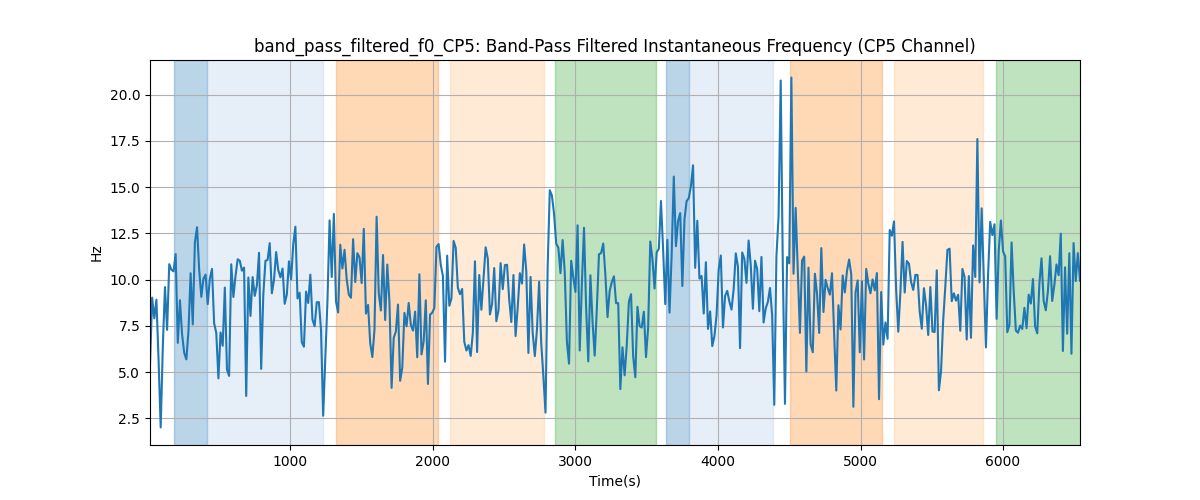 band_pass_filtered_f0_CP5: Band-Pass Filtered Instantaneous Frequency (CP5 Channel)
20.0
17.5
15.0
12.5
10.0
7.5
5.0
2.5
Hz
1000 2000 3000 4000 5000 6000
Time(s)